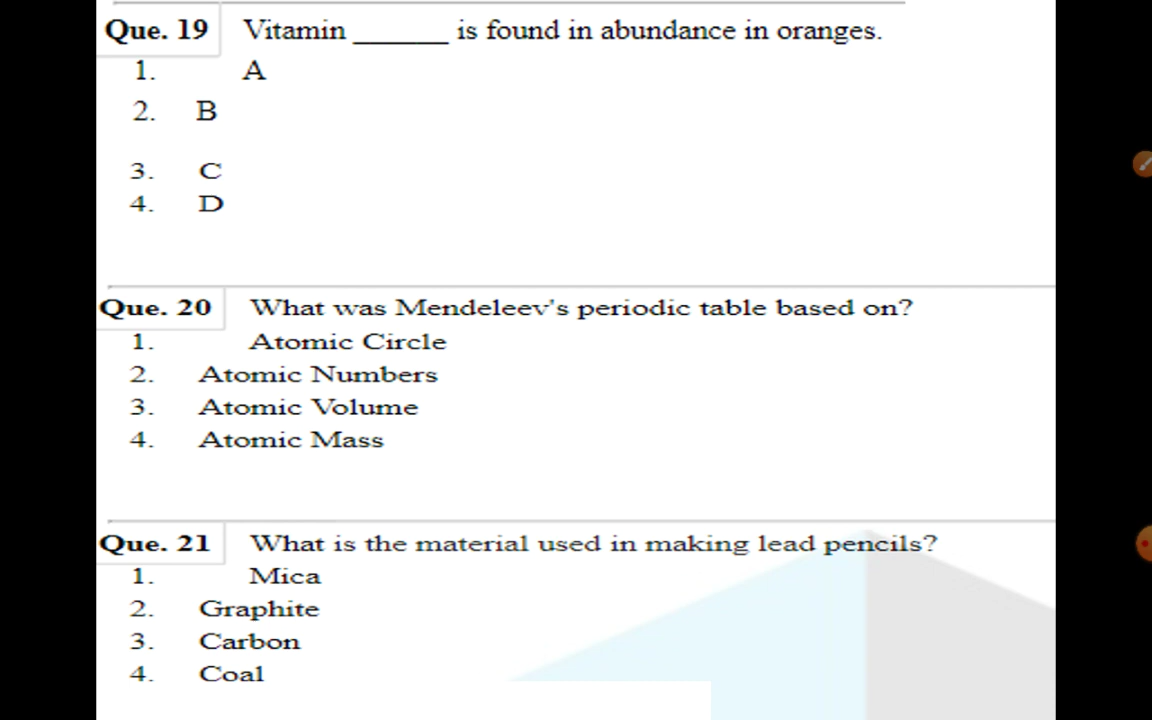 Que. 19 Vitamin ______ is found in abundance in oranges.
1. A
2. B
3. C
4. D
Que. 20 What was Mendeleev's periodic table based on?
1. Atomic Circle
2. Atomic Numbers
3. Atomic Volume
4. Atomic Mass
Que. 21 What is the material used in making lead pencils?
1. Mica
2. Graphite
3. Carbon
4. Coal